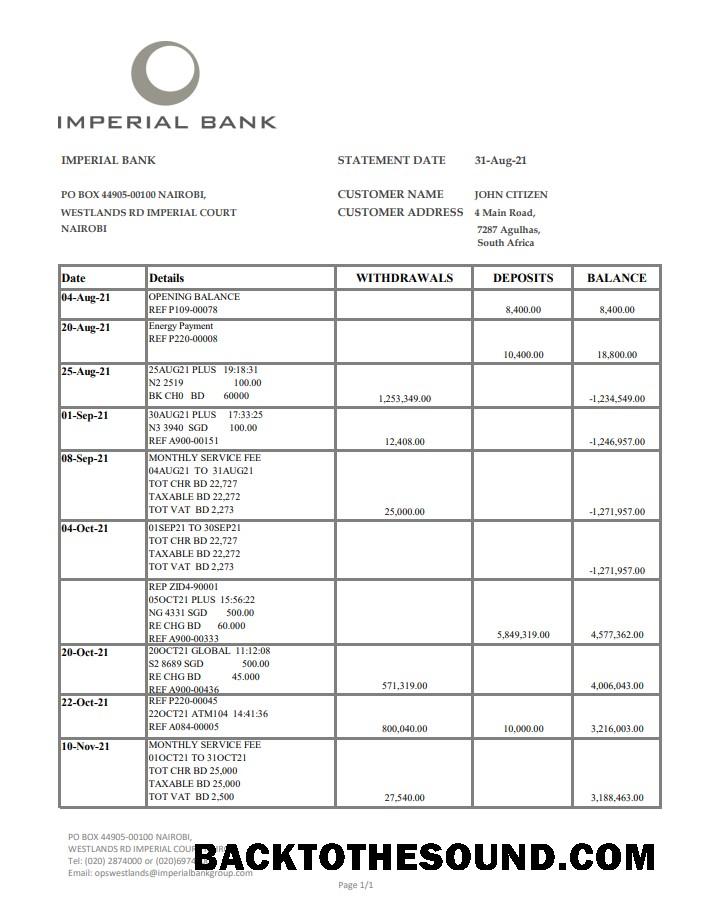 IMPERIAL BANK
IMPERIAL BANK STATEMENT DATE 31-Aug-21
PO BOX 44905-00100 NAIROBI, CUSTOMER NAME JOHN CITIZEN
WESTLANDS RD IMPERIAL COURT CUSTOMER ADDRESS 4 Main Road,
NAIROBI 7287 Agulhas,
South Africa
Date Details WITHDRAWALS DEPOSITS BALANCE
04-Aug-21 OPENING BALANCE
REF P109-00078 8,400.00 8,400.00
20-Aug-21 Energy Payment
REF P220-00008
10,400.00 18,800.00
25-Aug-21 25AUG21 PLUS 19:18:31
N2 2519 100.00
BK CH0 BD 60000 1,253,349.00 -1,234,549.00
01-Sep-21 30AUG21 PLUS 17:33:25
N3 3940 SGD 100.00
REF A900-00151 12,408.00 -1,246,957.00
08-Sep-21 MONTHLY SERVICE FEE
04AUG21 TO 31AUG21
TOT CHR BD 22,727
TAXABLE BD 22,272
TOT VAT BD 2,273 25,000.00 -1,271,957.00
04-Oct-21 01SEP21 TO 30SEP21
TOT CHR BD 22,727
TAXABLE BD 22,272
TOT VAT BD 2,273 -1,271,957.00
REP ZID4-90001
05OCT21 PLUS 15:56:22
NG 4331 SGD 500.00
RE CHG BD 60.000
REF A900-00333 5,849,319.00 4,577,362.00
20-Oct-21 20OCT21 GLOBAL 11:12:08
S2 8689 SGD 500.00
RE CHG BD 45.000
REF A900-00436 571,319.00 4,006,043.00
22-Oct-21 REF P220-00045
22OCT21 ATM104 14:41:36
REF A084-00005 800,040.00 10,000.00 3,216,003.00
10-Nov-21 MONTHLY SERVICE FEE
01OCT21 TO 31OCT21
TOT CHR BD 25,000
TAXABLE BD 25,000
TOT VAT BD 2,500 27,540.00 3,188,463.00
PO BOX 44905-00100 NAIROBI,
WESTLANDS RD IMPERIAL
Tel: (020) 2874000 or
Email: opswestlands@imperialbankgroup.com
BACKTOTHESOUND.COM
Page 1/1